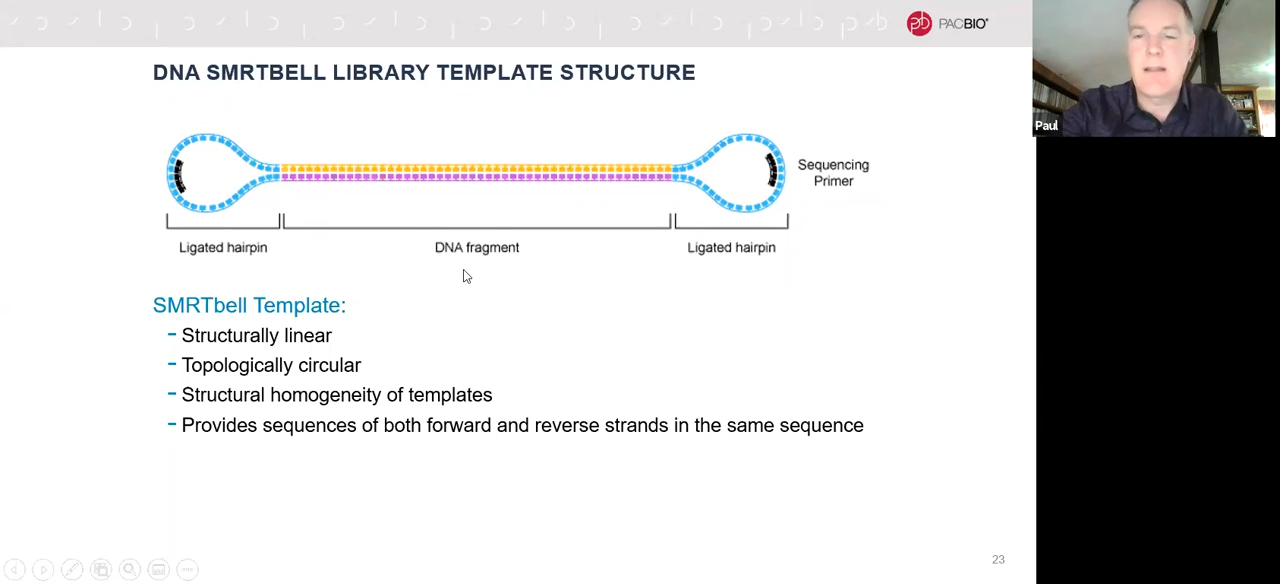 PACBIO®
DNA SMRTBELL LIBRARY TEMPLATE STRUCTURE
Paul
Sequencing
Primer
Ligated hairpin
DNA fragment
Ligated hairpin
SMRTbell Template:
- Structurally linear
- Topologically circular
- Structural homogeneity of templates
- Provides sequences of both forward and reverse strands in the same sequence
23